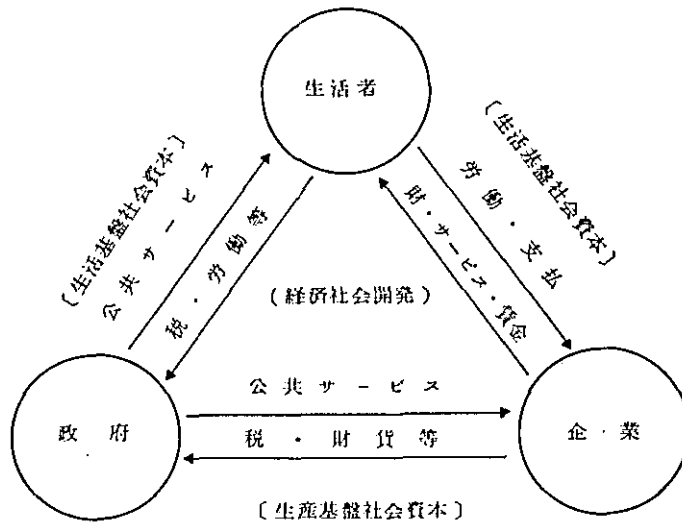 生活者
〔生活基盤社会資本〕
公共サービス
税・労働等
〔生活基盤社会資本〕
労働・支払
財・サービス・賃金
(経済社会開発)
政府
公共サービス
税・財貨等
企業
〔生産基盤社会資本〕